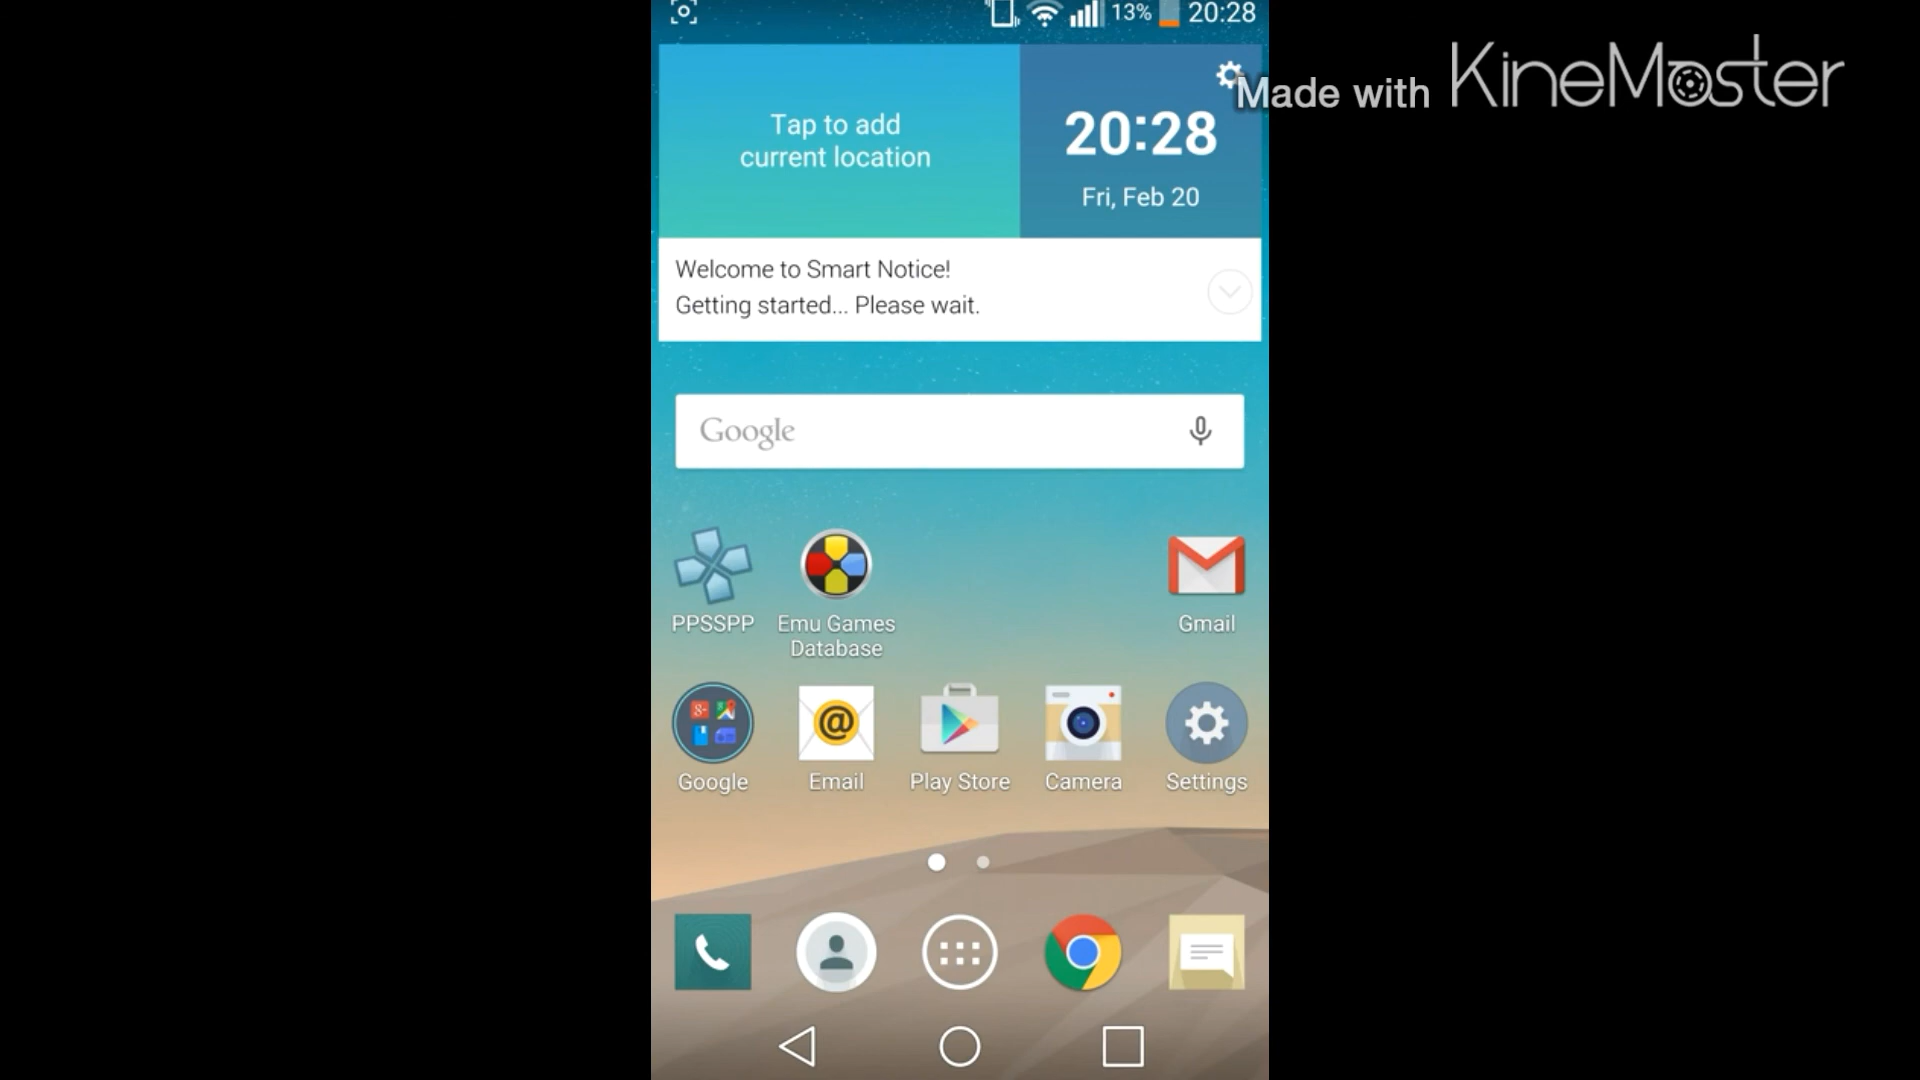 13% 20:28
Made with KineMaster
Tap to add
current location
20:28
Fri, Feb 20
Welcome to Smart Notice!
Getting started... Please wait.
Google
PPSSPP
Emu Games
Database
Gmail
Google
Email
Play Store
Camera
Settings